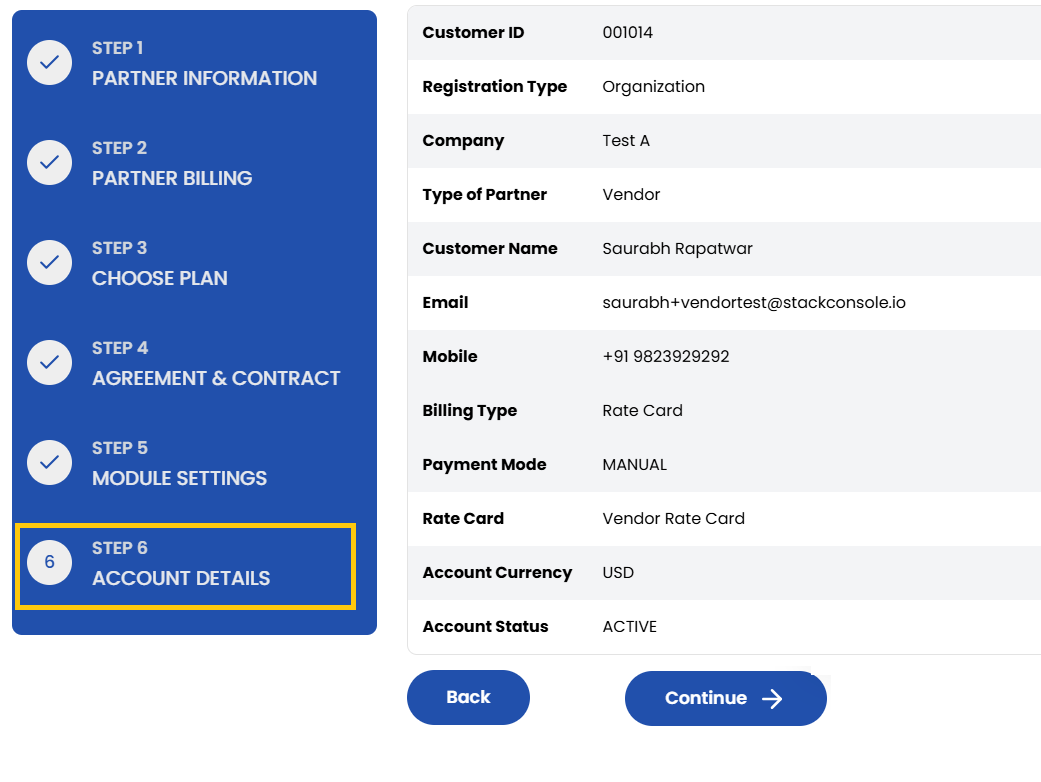 STEP 1
PARTNER INFORMATION
STEP 2
PARTNER BILLING
STEP 3
CHOOSE PLAN
STEP 4
AGREEMENT & CONTRACT
STEP 5
MODULE SETTINGS
6
STEP 6
ACCOUNT DETAILS
Customer ID 001014
Registration Type Organization
Company Test A
Type of Partner Vendor
Customer Name Saurabh Rapatwar
Email saurabh+vendortest@stackconsole.io
Mobile +91 9823929292
Billing Type Rate Card
Payment Mode MANUAL
Rate Card Vendor Rate Card
Account Currency USD
Account Status ACTIVE
Back Continue